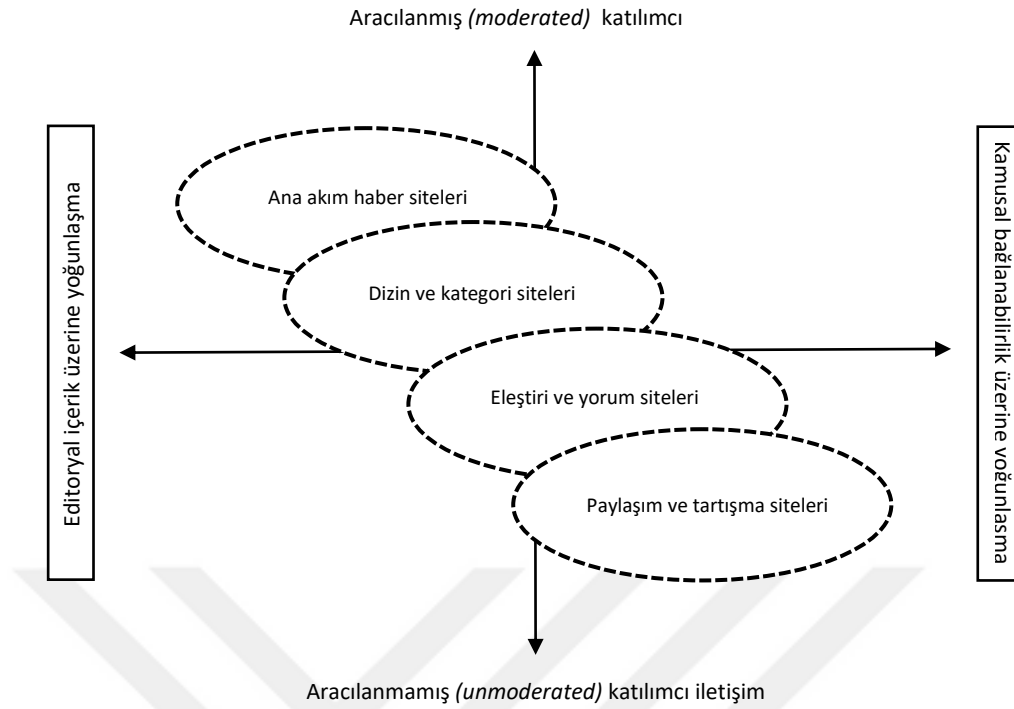 Aracılanmış (moderated) katılımcı
Editoryal içerik üzerine yoğunlaşma
Kamusal bağlanabilirlik üzerine yoğunlasma
Ana akım haber siteleri
Dizin ve kategori siteleri
Eleştiri ve yorum siteleri
Paylaşım ve tartışma siteleri
Aracılanmamış (unmoderated) katılımcı iletişim